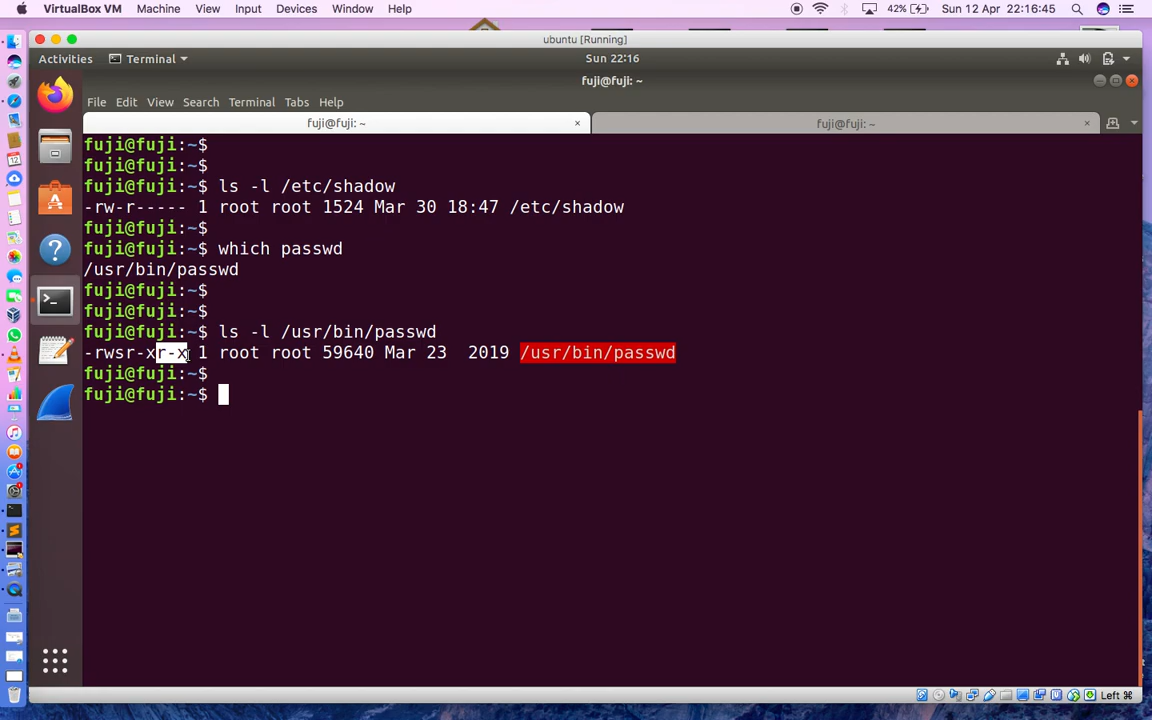 VirtualBox VM Machine View Input Devices Window Help 42% Sun 12 Apr 22:16:45
ubuntu [Running]
Activities Terminal Sun 22:16
fuji@fuji: ~
File Edit View Search Terminal Tabs Help
fuji@fuji: ~ × fuji@fuji: ~ ×
fuji@fuji:~$
fuji@fuji:~$
fuji@fuji:~$ ls -l /etc/shadow
-rw-r----- 1 root root 1524 Mar 30 18:47 /etc/shadow
fuji@fuji:~$
fuji@fuji:~$ which passwd
/usr/bin/passwd
fuji@fuji:~$
fuji@fuji:~$
fuji@fuji:~$ ls -l /usr/bin/passwd
-rwsr-xr-x 1 root root 59640 Mar 23  2019 /usr/bin/passwd
fuji@fuji:~$
fuji@fuji:~$
Left ⌘